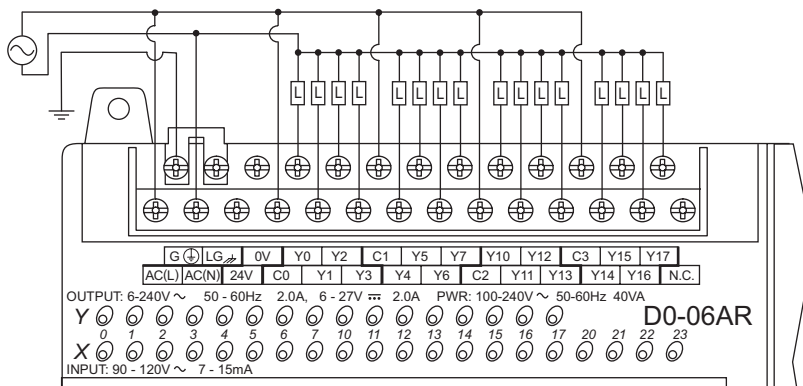 L L L L L L L L L L L L L L L L
G LG 0V Y0 Y2 C1 Y5 Y7 Y10 Y12 C3 Y15 Y17
AC(L) AC(N) 24V C0 Y1 Y3 Y4 Y6 C2 Y11 Y13 Y14 Y16 N.C.
OUTPUT: 6-240V ~ 50 - 60Hz 2.0A, 6 - 27V ⎓ 2.0A PWR: 100-240V ~ 50-60Hz 40VA
Y D0-06AR
0 1 2 3 4 5 6 7 10 11 12 13 14 15 16 17 20 21 22 23
X
INPUT: 90 - 120V ~ 7 - 15mA